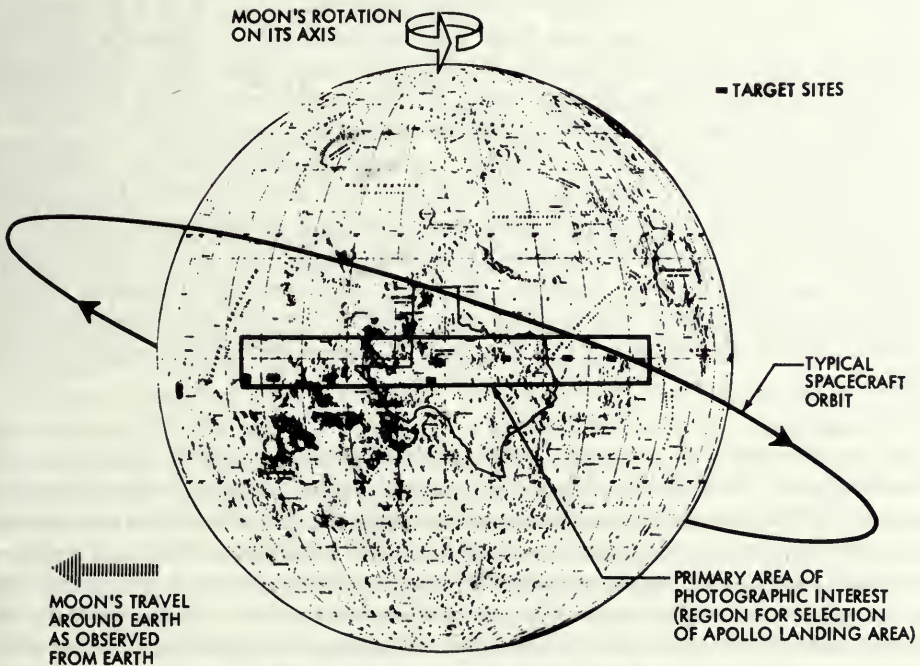 MOON'S ROTATION
ON ITS AXIS
TARGET SITES
TYPICAL
SPACECRAFT
ORBIT
PRIMARY AREA OF
PHOTOGRAPHIC INTEREST
(REGION FOR SELECTION
OF APOLLO LANDING AREA)
MOON'S TRAVEL
AROUND EARTH
AS OBSERVED
FROM EARTH